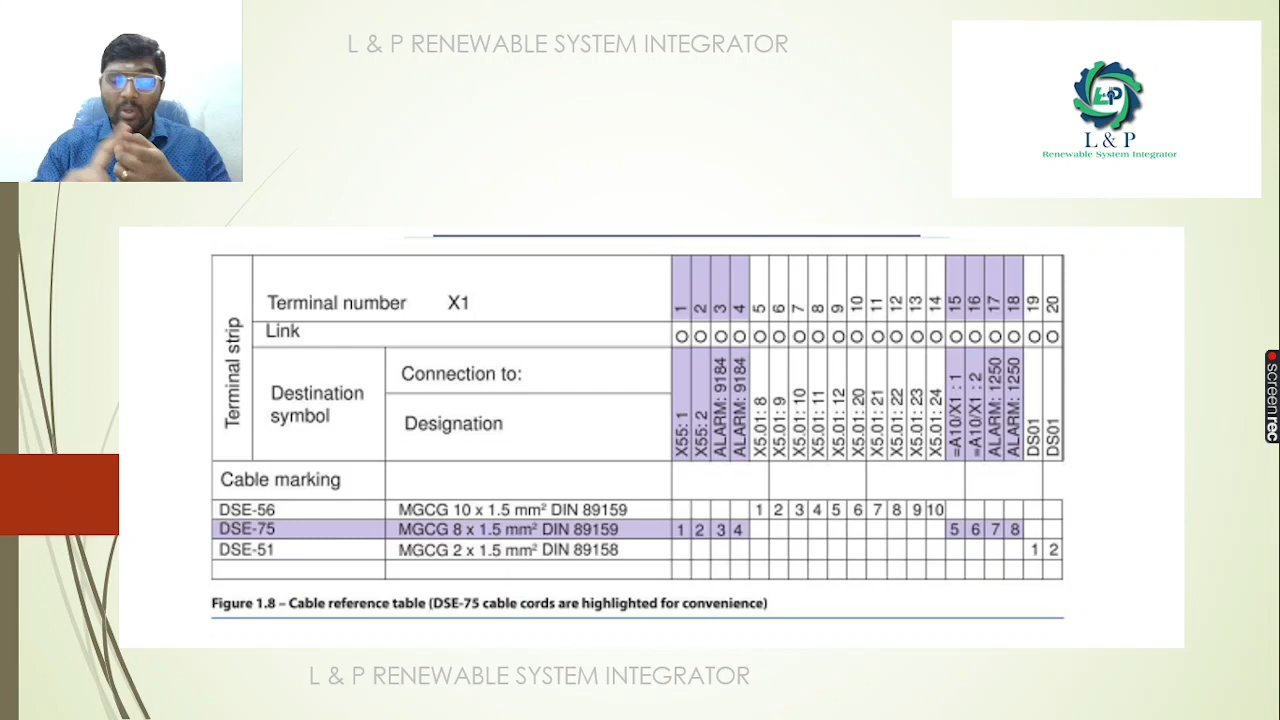 L & P RENEWABLE SYSTEM INTEGRATOR
L&P
L & P
Renewable System Integrator
Terminal strip
Terminal number X1
1 2 3 4 5 6 7 8 9 10 11 12 13 14 15 16 17 18 19 20
Link
O O O O O O O O O O O O O O O O O O O O
Destination
symbol
Connection to:
Designation
X55: 1
X55: 2
ALARM: 9184
ALARM: 9184
X5.01: 8
X5.01: 9
X5.01: 10
X5.01: 11
X5.01: 12
X5.01: 20
X5.01: 21
X5.01: 22
X5.01: 23
X5.01: 24
=A10/X1 : 1
=A10/X1 : 2
ALARM: 1250
ALARM: 1250
DS01
DS01
Cable marking
DSE-56 MGCG 10 x 1.5 mm² DIN 89159 1 2 3 4 5 6 7 8 9 10
DSE-75 MGCG 8 x 1.5 mm² DIN 89159 1 2 3 4 5 6 7 8
DSE-51 MGCG 2 x 1.5 mm² DIN 89158 1 2
Figure 1.8 – Cable reference table (DSE-75 cable cords are highlighted for convenience)
L & P RENEWABLE SYSTEM INTEGRATOR
screenrec